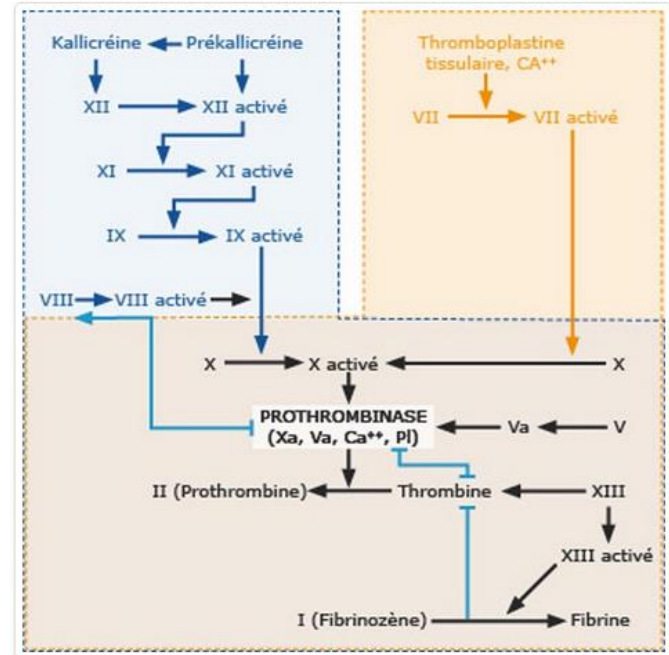 Kallicréine Prékallicréine
Thromboplastine
tissulaire, CA⁺⁺
XII XII activé
VII VII activé
XI XI activé
IX IX activé
VIII VIII activé
X X activé X
PROTHROMBINASE
(Xa, Va, Ca⁺⁺, Pl)
Va V
II (Prothrombine) Thrombine XIII
XIII activé
I (Fibrinozène) Fibrine